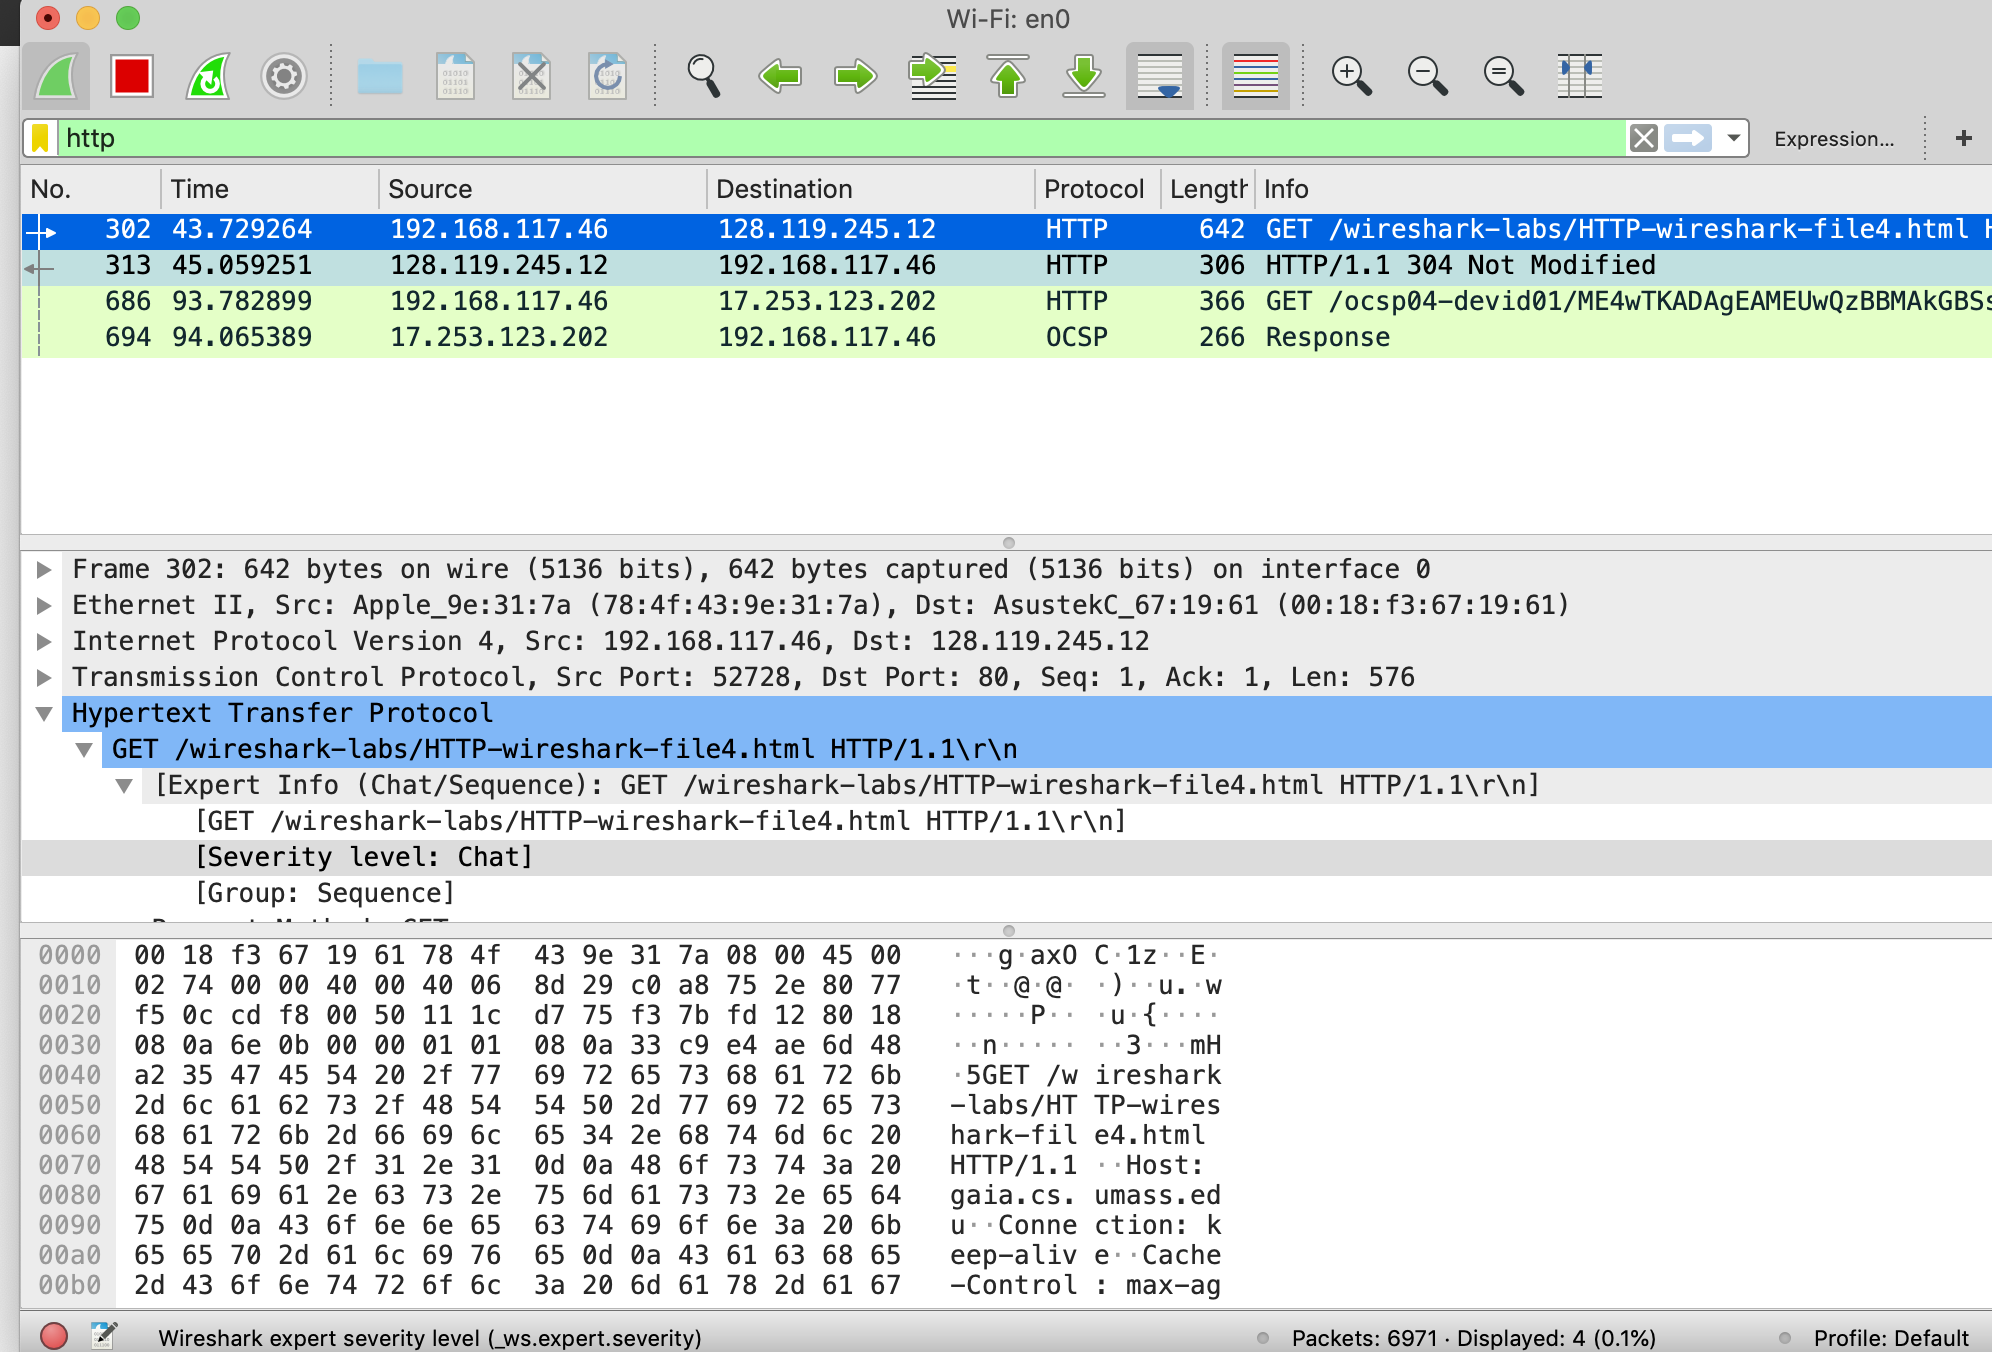 Wi-Fi: en0
http
Expression...
+
No. Time Source Destination Protocol Length Info
302 43.729264 192.168.117.46 128.119.245.12 HTTP 642 GET /wireshark-labs/HTTP-wireshark-file4.html H
313 45.059251 128.119.245.12 192.168.117.46 HTTP 306 HTTP/1.1 304 Not Modified
686 93.782899 192.168.117.46 17.253.123.202 HTTP 366 GET /ocsp04-devid01/ME4wTKADAgEAMEUwQzBBMAkGBSs
694 94.065389 17.253.123.202 192.168.117.46 OCSP 266 Response
Frame 302: 642 bytes on wire (5136 bits), 642 bytes captured (5136 bits) on interface 0
Ethernet II, Src: Apple_9e:31:7a (78:4f:43:9e:31:7a), Dst: AsustekC_67:19:61 (00:18:f3:67:19:61)
Internet Protocol Version 4, Src: 192.168.117.46, Dst: 128.119.245.12
Transmission Control Protocol, Src Port: 52728, Dst Port: 80, Seq: 1, Ack: 1, Len: 576
Hypertext Transfer Protocol
GET /wireshark-labs/HTTP-wireshark-file4.html HTTP/1.1\r\n
[Expert Info (Chat/Sequence): GET /wireshark-labs/HTTP-wireshark-file4.html HTTP/1.1\r\n]
[GET /wireshark-labs/HTTP-wireshark-file4.html HTTP/1.1\r\n]
[Severity level: Chat]
[Group: Sequence]
0000 00 18 f3 67 19 61 78 4f 43 9e 31 7a 08 00 45 00 ···g·axO C·1z··E·
0010 02 74 00 00 40 00 40 06 8d 29 c0 a8 75 2e 80 77 ·t··@·@· ·)··u.·w
0020 f5 0c cd f8 00 50 11 1c d7 75 f3 7b fd 12 80 18 ·····P·· ·u·{····
0030 08 0a 6e 0b 00 00 01 01 08 0a 33 c9 e4 ae 6d 48 ··n····· ··3···mH
0040 a2 35 47 45 54 20 2f 77 69 72 65 73 68 61 72 6b ·5GET /w ireshark
0050 2d 6c 61 62 73 2f 48 54 54 50 2d 77 69 72 65 73 -labs/HT TP-wires
0060 68 61 72 6b 2d 66 69 6c 65 34 2e 68 74 6d 6c 20 hark-fil e4.html
0070 48 54 54 50 2f 31 2e 31 0d 0a 48 6f 73 74 3a 20 HTTP/1.1 ··Host:
0080 67 61 69 61 2e 63 73 2e 75 6d 61 73 73 2e 65 64 gaia.cs. umass.ed
0090 75 0d 0a 43 6f 6e 6e 65 63 74 69 6f 6e 3a 20 6b u··Conne ction: k
00a0 65 65 70 2d 61 6c 69 76 65 0d 0a 43 61 63 68 65 eep-aliv e··Cache
00b0 2d 43 6f 6e 74 72 6f 6c 3a 20 6d 61 78 2d 61 67 -Control : max-ag
Wireshark expert severity level (_ws.expert.severity)
Packets: 6971 · Displayed: 4 (0.1%)
Profile: Default